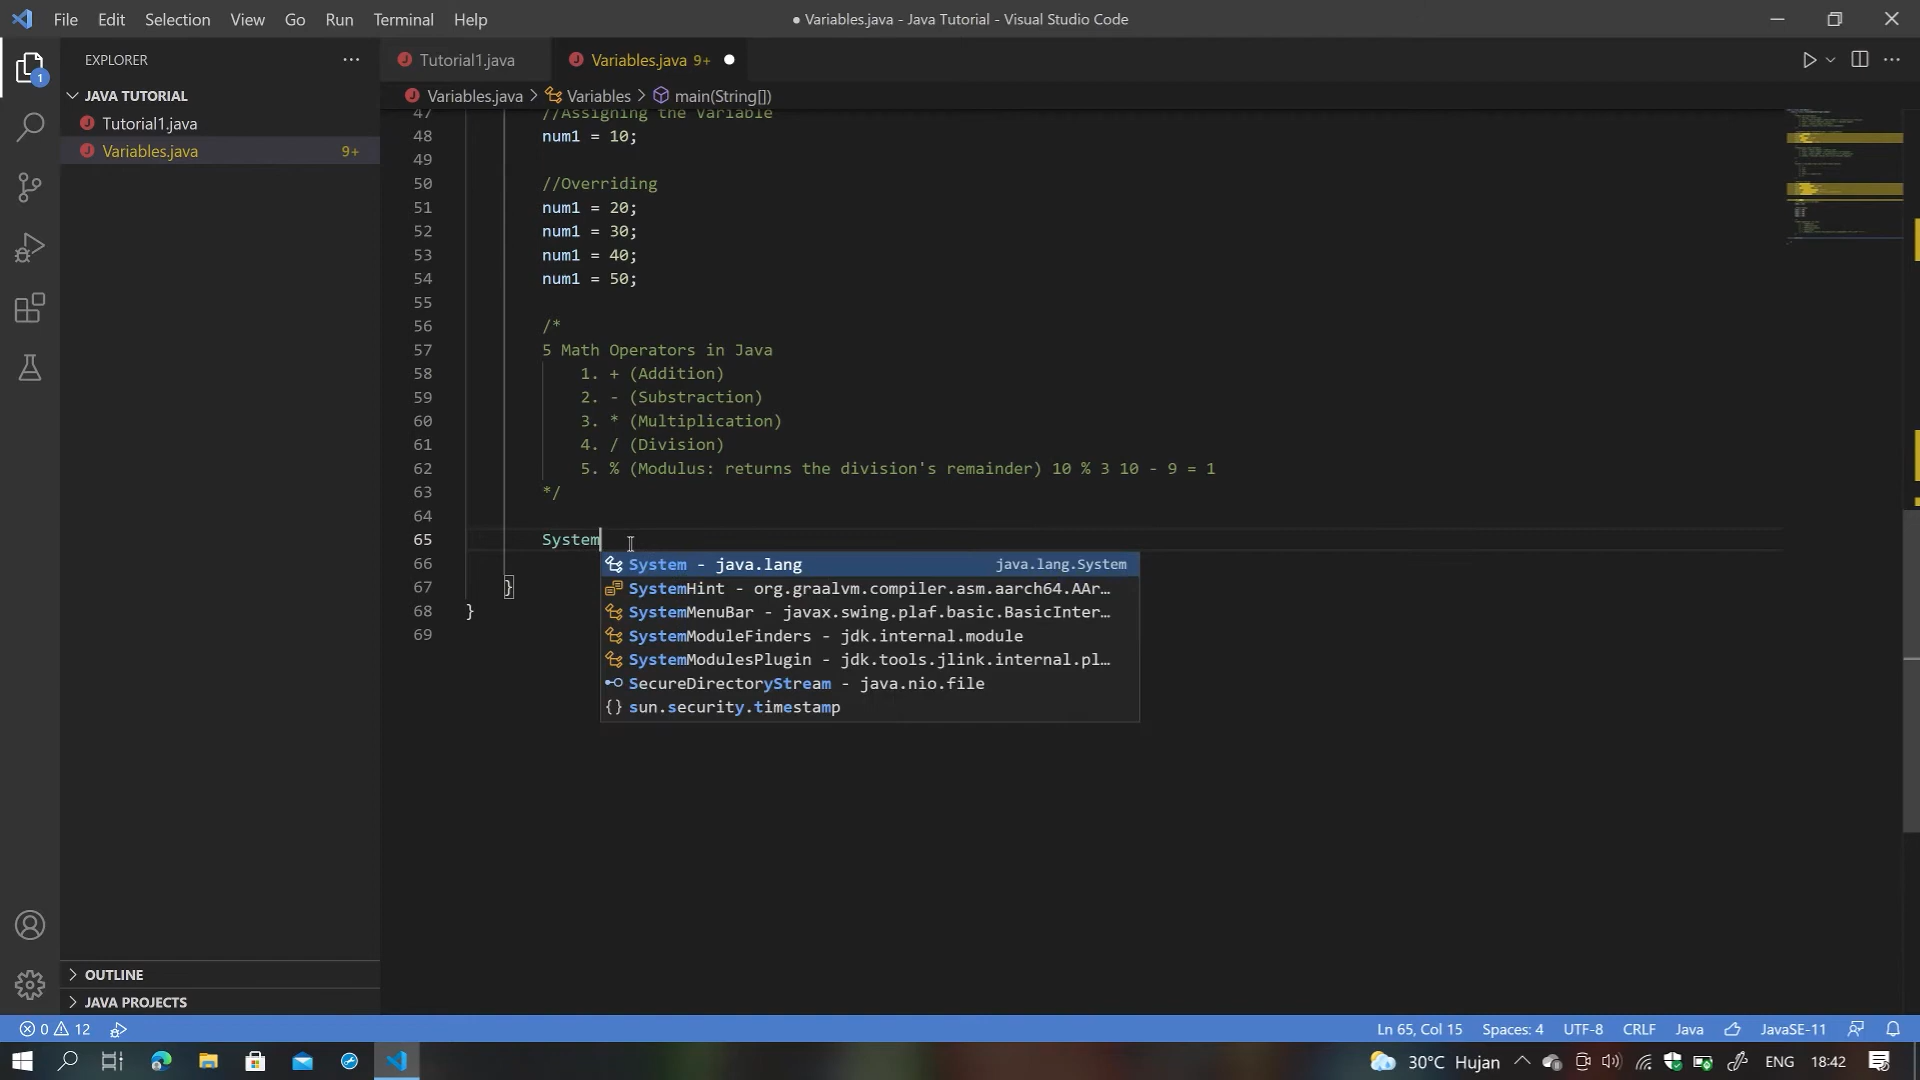 File Edit Selection View Go Run Terminal Help
● Variables.java - Java Tutorial - Visual Studio Code
EXPLORER ...
Tutorial1.java
Variables.java 9+ ●
1
JAVA TUTORIAL
Tutorial1.java
Variables.java 9+
Variables.java > Variables > main(String[])
47 //Assigning the Variable
48 num1 = 10;
49
50 //Overriding
51 num1 = 20;
52 num1 = 30;
53 num1 = 40;
54 num1 = 50;
55
56 /*
57 5 Math Operators in Java
58 1. + (Addition)
59 2. - (Substraction)
60 3. * (Multiplication)
61 4. / (Division)
62 5. % (Modulus: returns the division's remainder) 10 % 3 10 - 9 = 1
63 */
64
65 System
66
67 }
68 }
69
System - java.lang java.lang.System
SystemHint - org.graalvm.compiler.asm.aarch64.AAr…
SystemMenuBar - javax.swing.plaf.basic.BasicInter…
SystemModuleFinders - jdk.internal.module
SystemModulesPlugin - jdk.tools.jlink.internal.pl…
SecureDirectoryStream - java.nio.file
{} sun.security.timestamp
OUTLINE
JAVA PROJECTS
0 12
Ln 65, Col 15 Spaces: 4 UTF-8 CRLF Java JavaSE-11
30°C Hujan ENG 18:42